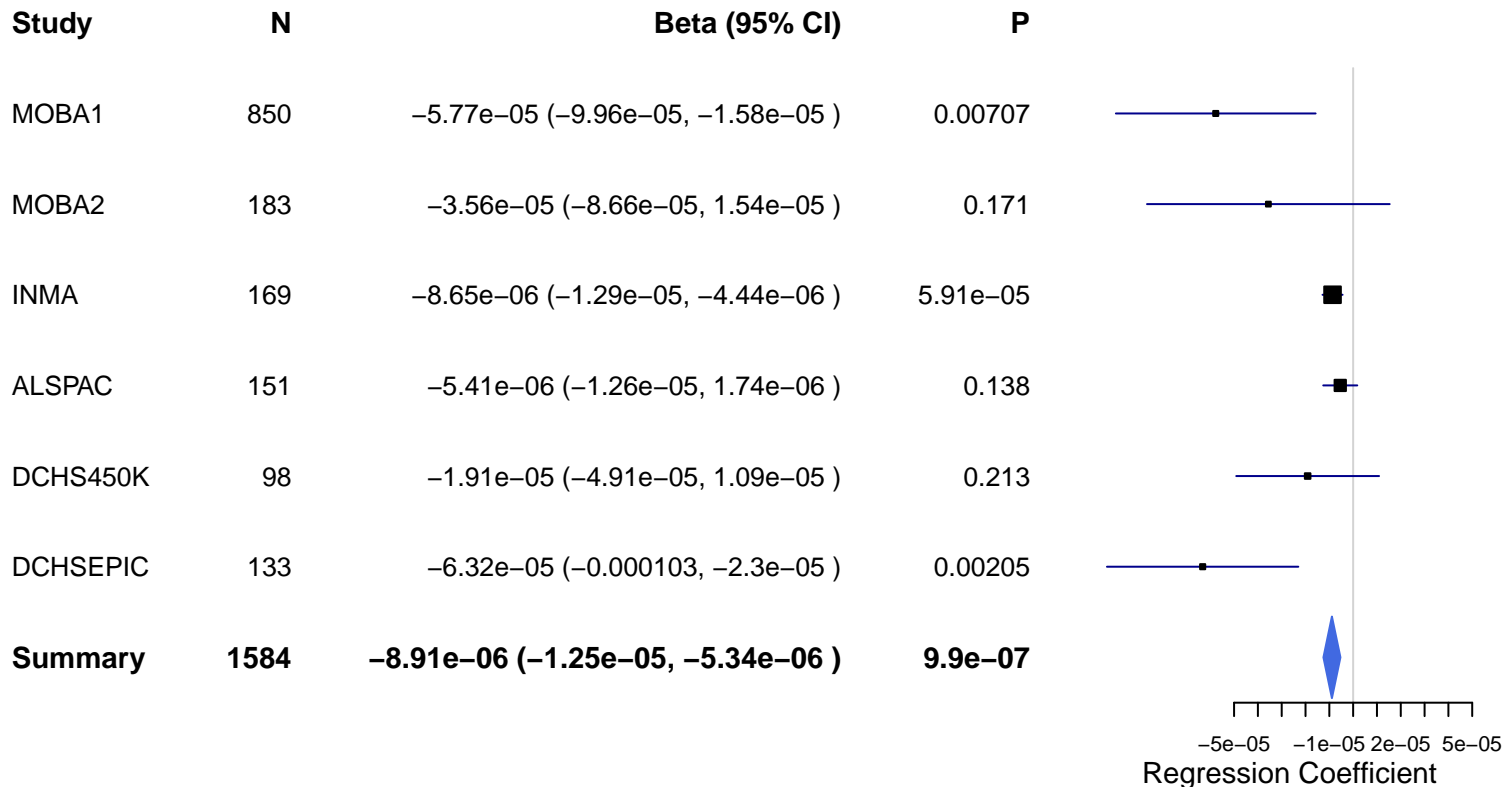 Study N Beta (95% CI) P
MOBA1 850 −5.77e−05 (−9.96e−05, −1.58e−05 ) 0.00707
MOBA2 183 −3.56e−05 (−8.66e−05, 1.54e−05 ) 0.171
INMA 169 −8.65e−06 (−1.29e−05, −4.44e−06 ) 5.91e−05
ALSPAC 151 −5.41e−06 (−1.26e−05, 1.74e−06 ) 0.138
DCHS450K 98 −1.91e−05 (−4.91e−05, 1.09e−05 ) 0.213
DCHSEPIC 133 −6.32e−05 (−0.000103, −2.3e−05 ) 0.00205
Summary 1584 −8.91e−06 (−1.25e−05, −5.34e−06 ) 9.9e−07
−5e−05 −1e−05 2e−05 5e−05
Regression Coefficient